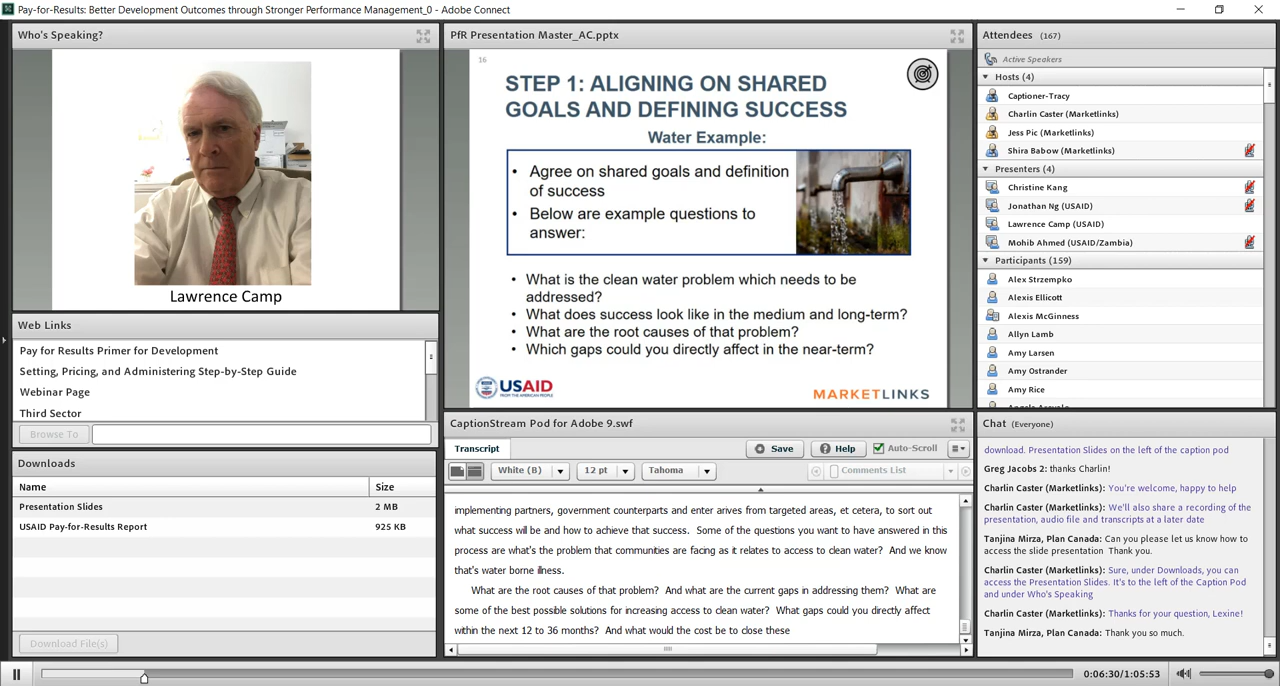 Pay-for-Results: Better Development Outcomes through Stronger Performance Management_0 - Adobe Connect
Who's Speaking?
Lawrence Camp
Web Links
Pay for Results Primer for Development
Setting, Pricing, and Administering Step-by-Step Guide
Webinar Page
Third Sector
Browse To
Downloads
Name
Size
Presentation Slides
2 MB
USAID Pay-for-Results Report
925 KB
Download File(s)
PfR Presentation Master_AC.pptx
16
STEP 1: ALIGNING ON SHARED
GOALS AND DEFINING SUCCESS
Water Example:
• Agree on shared goals and definition
of success
• Below are example questions to
answer:
• What is the clean water problem which needs to be
addressed?
• What does success look like in the medium and long-term?
• What are the root causes of that problem?
• Which gaps could you directly affect in the near-term?
USAID
FROM THE AMERICAN PEOPLE
MARKETLINKS
CaptionStream Pod for Adobe 9.swf
Transcript
Save
Help
Auto-Scroll
White (B)
12 pt
Tahoma
Comments List
implementing partners, government counterparts and enter arives from targeted areas, et cetera, to sort out
what success will be and how to achieve that success.  Some of the questions you want to have answered in this
process are what's the problem that communities are facing as it relates to access to clean water?  And we know
that's water borne illness.
What are the root causes of that problem?  And what are the current gaps in addressing them?  What are
some of the best possible solutions for increasing access to clean water?  What gaps could you directly affect
within the next 12 to 36 months?  And what would the cost be to close these
Attendees (167)
Active Speakers
Hosts (4)
Captioner-Tracy
Charlin Caster (Marketlinks)
Jess Pic (Marketlinks)
Shira Babow (Marketlinks)
Presenters (4)
Christine Kang
Jonathan Ng (USAID)
Lawrence Camp (USAID)
Mohib Ahmed (USAID/Zambia)
Participants (159)
Alex Strzempko
Alexis Ellicott
Alexis McGinness
Allyn Lamb
Amy Larsen
Amy Ostrander
Amy Rice
Chat (Everyone)
download. Presentation Slides on the left of the caption pod
Greg Jacobs 2: thanks Charlin!
Charlin Caster (Marketlinks): You're welcome, happy to help
Charlin Caster (Marketlinks): We'll also share a recording of the
presentation, audio file and transcripts at a later date
Tanjina Mirza, Plan Canada: Can you please let us know how to
access the slide presentation  Thank you.
Charlin Caster (Marketlinks): Sure, under Downloads, you can
access the Presentation Slides. It's to the left of the Caption Pod
and under Who's Speaking
Charlin Caster (Marketlinks): Thanks for your question, Lexine!
Tanjina Mirza, Plan Canada: Thank you so much.
0:06:30/1:05:53